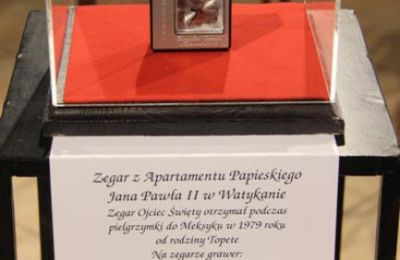 Zegar z Apartamentu Papieskiego
Jana Pawła II w Watykanie
Zegar Ojciec Święty otrzymał podczas
pielgrzymki do Meksyku w 1979 roku
od rodziny Topete
Na zegarze grawer: